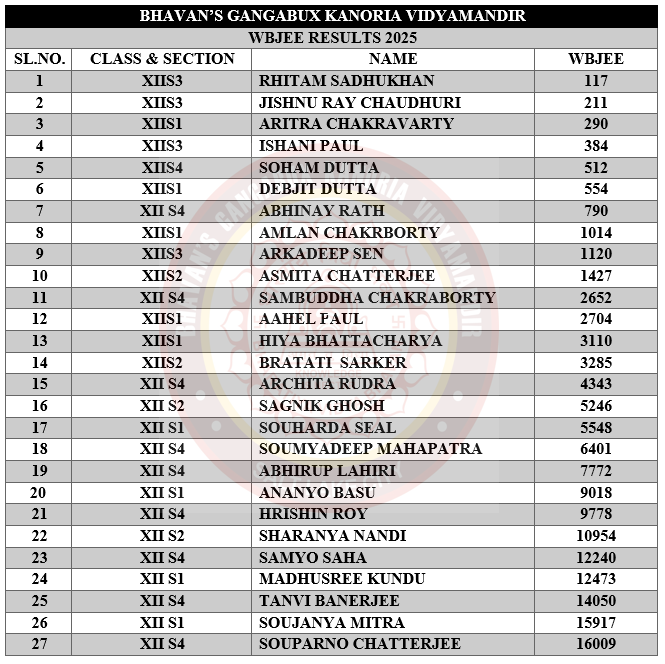 BHAVAN'S GANGABUX KANORIA VIDYAMANDIR
WBJEE RESULTS 2025
SL.NO. CLASS & SECTION NAME WBJEE
1 XIIS3 RHITAM SADHUKHAN 117
2 XIIS3 JISHNU RAY CHAUDHURI 211
3 XIIS1 ARITRA CHAKRAVARTY 290
4 XIIS3 ISHANI PAUL 384
5 XIIS4 SOHAM DUTTA 512
6 XIIS1 DEBJIT DUTTA 554
7 XII S4 ABHINAY RATH 790
8 XIIS1 AMLAN CHAKRBORTY 1014
9 XIIS3 ARKADEEP SEN 1120
10 XIIS2 ASMITA CHATTERJEE 1427
11 XII S4 SAMBUDDHA CHAKRABORTY 2652
12 XIIS1 AAHEL PAUL 2704
13 XIIS1 HIYA BHATTACHARYA 3110
14 XIIS2 BRATATI SARKER 3285
15 XII S4 ARCHITA RUDRA 4343
16 XII S2 SAGNIK GHOSH 5246
17 XII S1 SOUHARDA SEAL 5548
18 XII S4 SOUMYADEEP MAHAPATRA 6401
19 XII S4 ABHIRUP LAHIRI 7772
20 XII S1 ANANYO BASU 9018
21 XII S4 HRISHIN ROY 9778
22 XII S2 SHARANYA NANDI 10954
23 XII S4 SAMYO SAHA 12240
24 XII S1 MADHUSREE KUNDU 12473
25 XII S4 TANVI BANERJEE 14050
26 XII S1 SOUJANYA MITRA 15917
27 XII S4 SOUPARNO CHATTERJEE 16009
BHAVAN'S GANGABUX KANORIA VIDYAMANDIR
SALT LAKE CITY